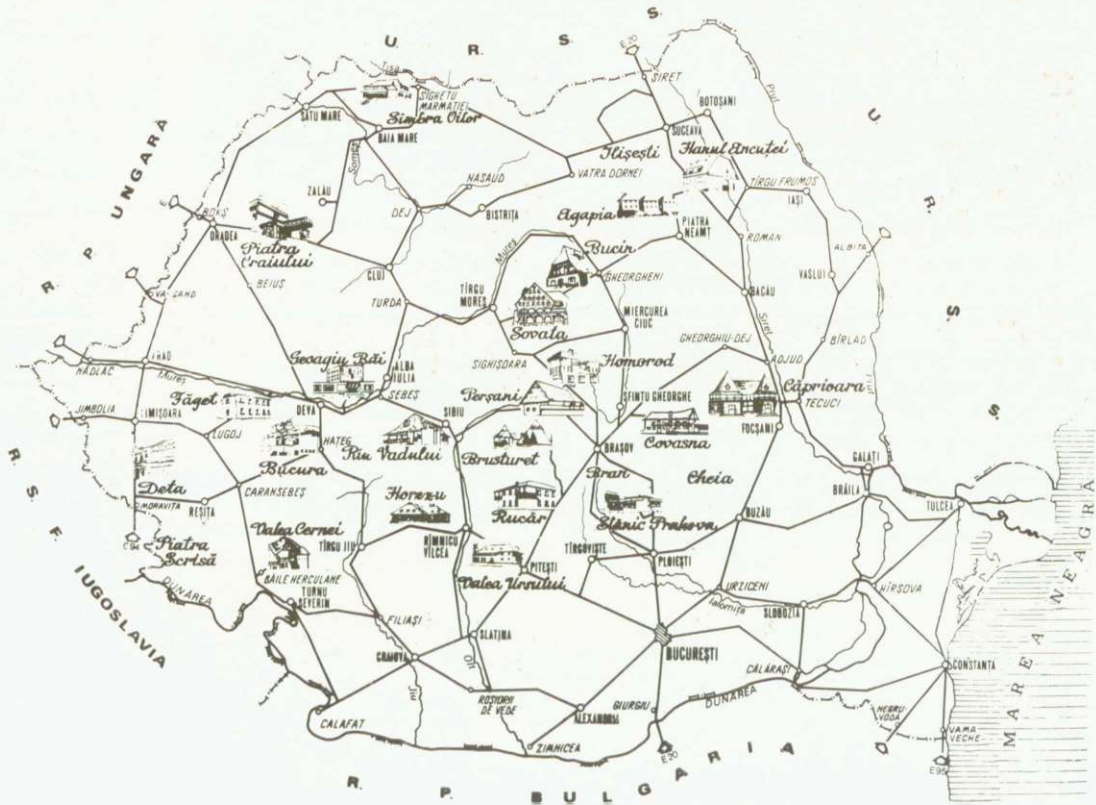 U. R. S. S.
U. R. S. S.
R. P. UNGARĂ
R. S. F. IUGOSLAVIA
R. P. BULGARIA
MAREA NEAGRĂ
E20
SIRET
Tisa
SIGHETU
MARMAȚIEI
Simbra Oilor
SATU MARE
BAIA MARE
Someș
BOTOȘANI
SUCEAVA
Prut
Ilișești
Hanul Ancuței
VATRA DORNEI
NASAUD
ZALĂU
DEJ
BISTRIȚA
TÎRGU FRUMOS
IAȘI
Agapia
PIATRA
NEAMȚ
ROMAN
ALBIȚA
BORȘ
ORADEA
Piatra
Craiului
CLUJ
Mureș
Bucin
GHEORGHENI
VASLUI
BEIUȘ
TURDA
TÎRGU
MUREȘ
BACĂU
Sovata
MIERCUREA
CIUC
Siret
GHEORGHIU-DEJ
BÎRLAD
SIGHIȘOARA
Homorod
ADJUD
NĂDLAC
ARAD
Mureș
Geoagiu Băi
ALBA
IULIA
Făget
DEVA
SEBEȘ
Perșani
SFÎNTU GHEORGHE
Căprioara
TECUCI
JIMBOLIA
TIMIȘOARA
LUGOJ
SIBIU
Covasna
FOCȘANI
HAȚEG
Rîu Vadului
Bucura
Brusturet
BRAȘOV
Bran
Cheia
GALAȚI
BRĂILA
TULCEA
Deta
MORAVIȚA
REȘIȚA
CARANSEBEȘ
Horezu
Rucăr
Slănic Prahova
BUZĂU
E94
Piatra
Scrisă
Valea Cernei
TÎRGU JIU
RÎMNICU
VÎLCEA
TÎRGOVIȘTE
PLOIEȘTI
PITEȘTI
Valea Ursului
BĂILE HERCULANE
DUNĂREA
TURNU
SEVERIN
URZICENI
Ialomița
HÎRȘOVA
SLOBOZIA
FILIAȘI
SLATINA
BUCUREȘTI
CRAIOVA
Olt
Jiu
CĂLĂRAȘI
CONSTANȚA
ROȘIORII
DE VEDE
ALEXANDRIA
GIURGIU
DUNĂREA
CALAFAT
ZIMNICEA
NEGRU-
VODĂ
VAMA
VECHE
E20
E95